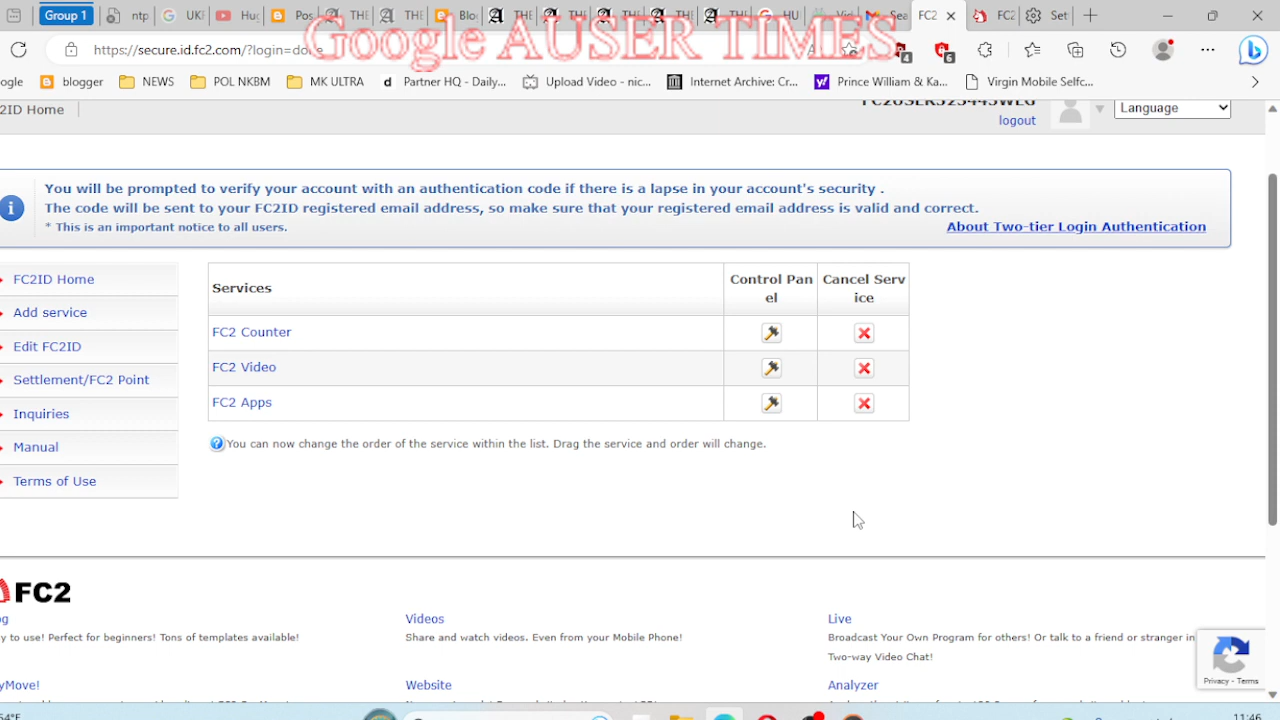 Group 1 ntp UKI Hug Pos THE THE Blo THE THE THE THE HU Vis Sea FC2 FC2 Set
https://secure.id.fc2.com/?login=done
Google AUSER TIMES
4 6
ogle blogger NEWS POL NKBM MK ULTRA Partner HQ - Daily... Upload Video - nic... Internet Archive: Cr... Prince William & Ka... Virgin Mobile Selfc...
2ID Home
logout
Language
You will be prompted to verify your account with an authentication code if there is a lapse in your account's security .
The code will be sent to your FC2ID registered email address, so make sure that your registered email address is valid and correct.
* This is an important notice to all users.
About Two-tier Login Authentication
FC2ID Home
Add service
Edit FC2ID
Settlement/FC2 Point
Inquiries
Manual
Terms of Use
Services
Control Pan
el
Cancel Serv
ice
FC2 Counter
FC2 Video
FC2 Apps
You can now change the order of the service within the list. Drag the service and order will change.
FC2
og
y to use! Perfect for beginners! Tons of templates available!
Videos
Share and watch videos. Even from your Mobile Phone!
Live
Broadcast Your Own Program for others! Or talk to a friend or stranger in
Two-way Video Chat!
yMove!
Website
Analyzer
Privacy - Terms
54°F
11:46